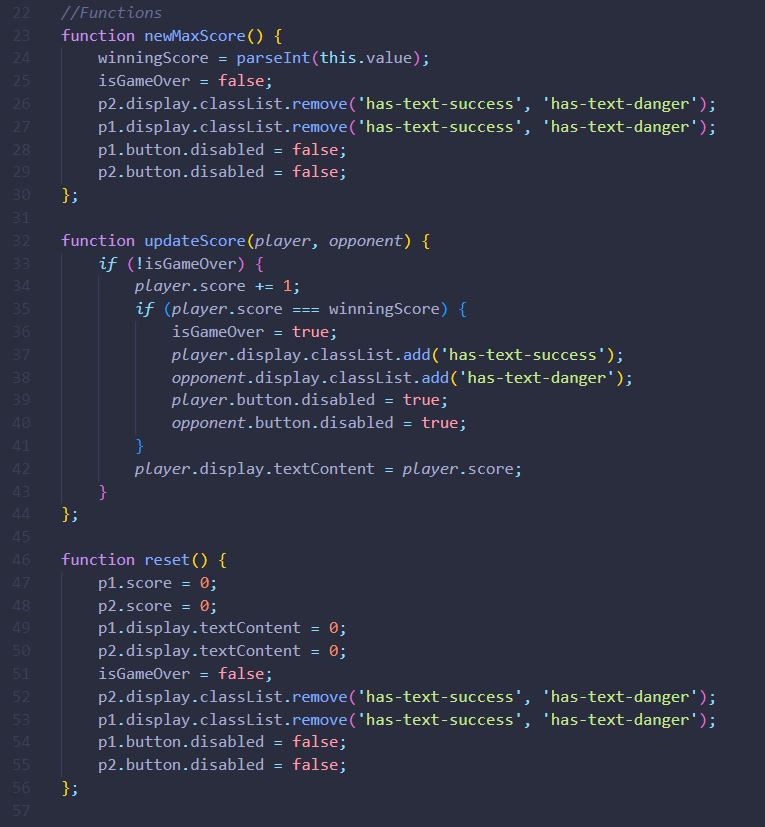 22 //Functions
23 function newMaxScore() {
24     winningScore = parseInt(this.value);
25     isGameOver = false;
26     p2.display.classList.remove('has-text-success', 'has-text-danger');
27     p1.display.classList.remove('has-text-success', 'has-text-danger');
28     p1.button.disabled = false;
29     p2.button.disabled = false;
30 };
31
32 function updateScore(player, opponent) {
33     if (!isGameOver) {
34         player.score += 1;
35         if (player.score === winningScore) {
36             isGameOver = true;
37             player.display.classList.add('has-text-success');
38             opponent.display.classList.add('has-text-danger');
39             player.button.disabled = true;
40             opponent.button.disabled = true;
41         }
42         player.display.textContent = player.score;
43     }
44 };
45
46 function reset() {
47     p1.score = 0;
48     p2.score = 0;
49     p1.display.textContent = 0;
50     p2.display.textContent = 0;
51     isGameOver = false;
52     p2.display.classList.remove('has-text-success', 'has-text-danger');
53     p1.display.classList.remove('has-text-success', 'has-text-danger');
54     p1.button.disabled = false;
55     p2.button.disabled = false;
56 };
57